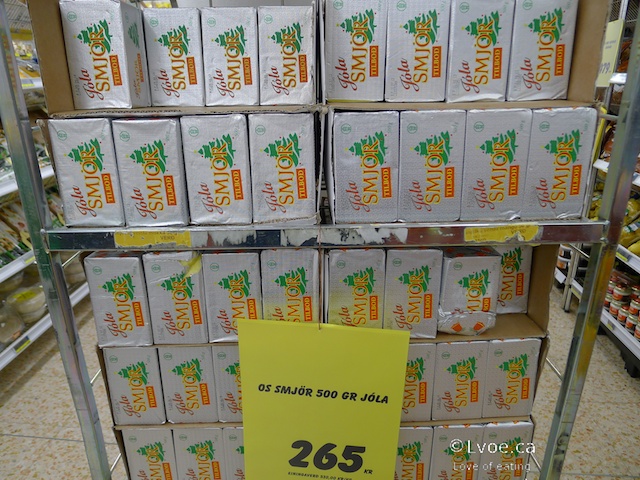 Jóla
SMJÖR
TILBOÐ
OS SMJÖR 500 GR JÓLA
265 KR
©Lvoe.ca
Love of eating